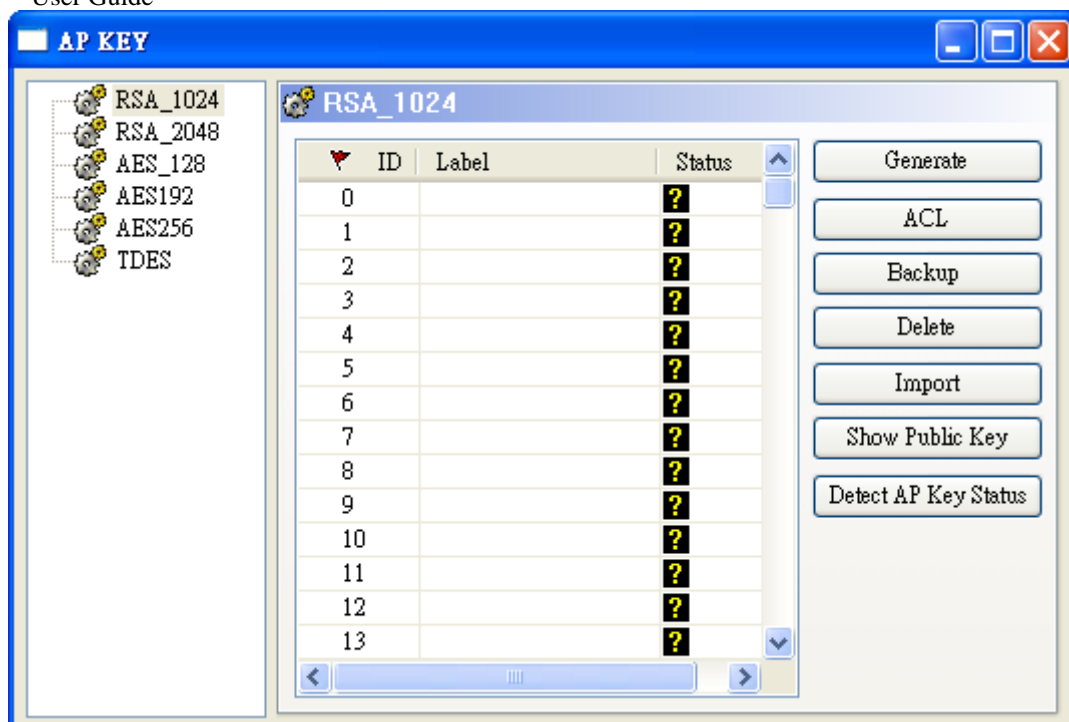 User Guide
AP KEY
RSA_1024
RSA_2048
AES_128
AES192
AES256
TDES
RSA_1024
ID Label Status
0 ?
1 ?
2 ?
3 ?
4 ?
5 ?
6 ?
7 ?
8 ?
9 ?
10 ?
11 ?
12 ?
13 ?
Generate
ACL
Backup
Delete
Import
Show Public Key
Detect AP Key Status